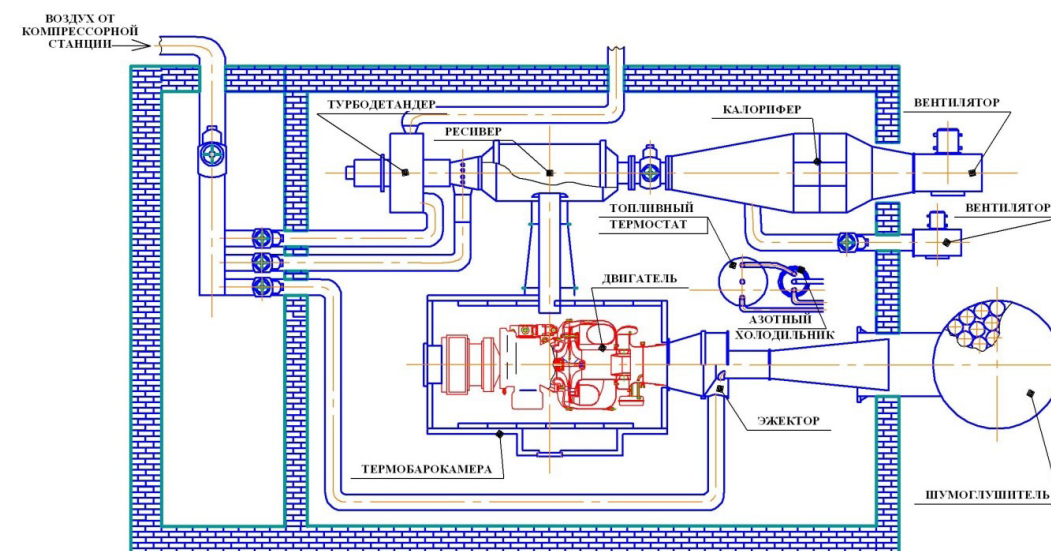 ВОЗДУХ ОТ
КОМПРЕССОРНОЙ
СТАНЦИИ
ТУРБОДЕТАНДЕР
РЕСИВЕР
КАЛОРИФЕР
ВЕНТИЛЯТОР
ТОПЛИВНЫЙ
ТЕРМОСТАТ
ВЕНТИЛЯТОР
ДВИГАТЕЛЬ
АЗОТНЫЙ
ХОЛОДИЛЬНИК
ЭЖЕКТОР
ТЕРМОБАРОКАМЕРА
ШУМОГЛУШИТЕЛЬ